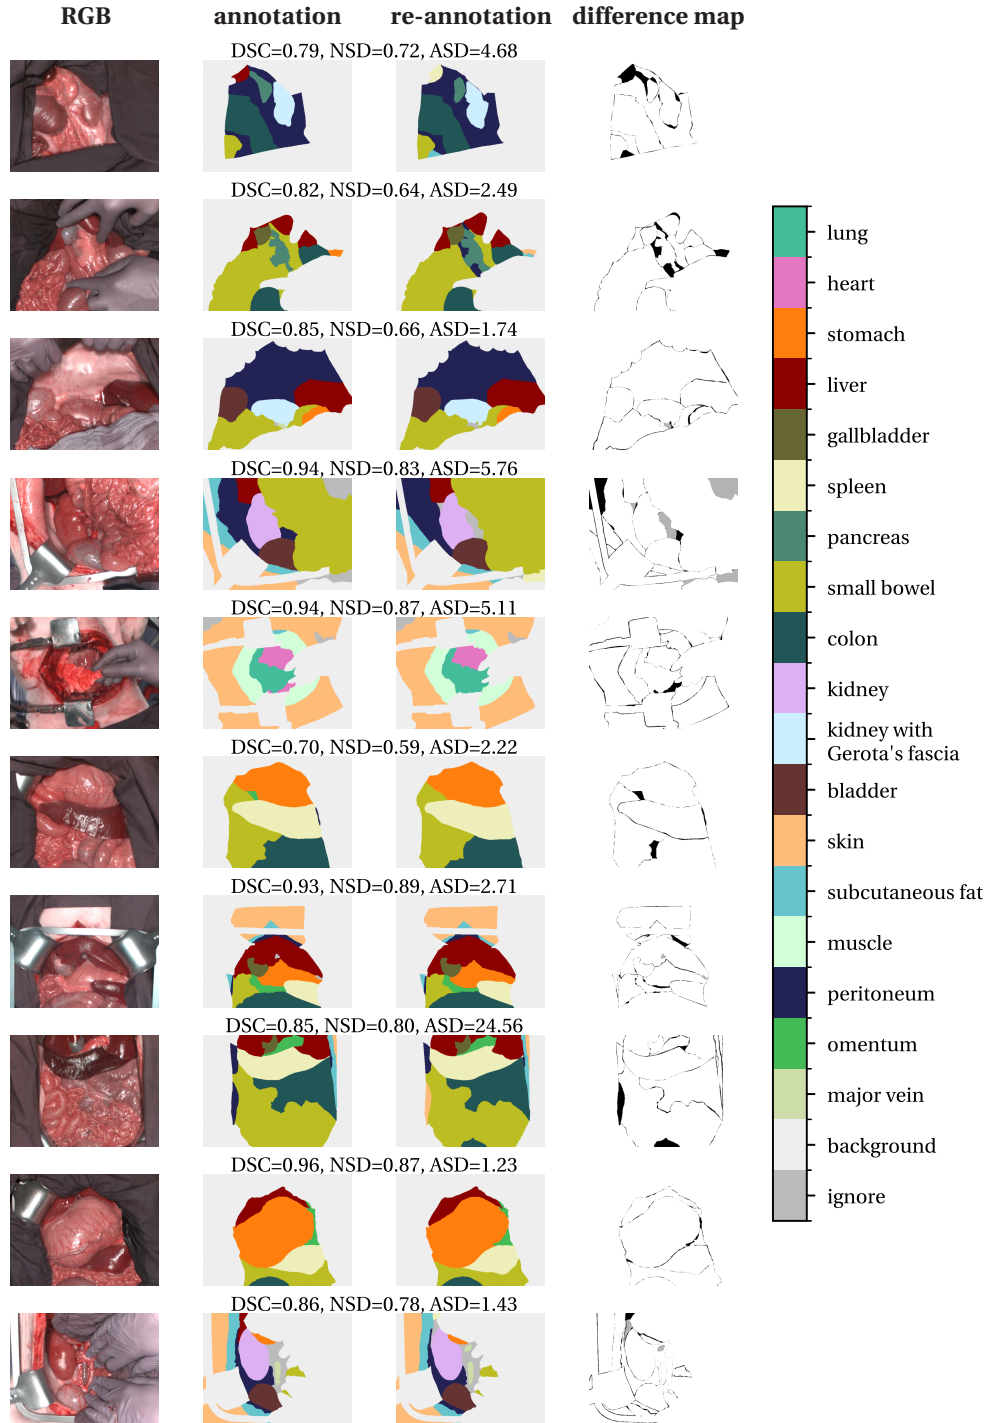 RGB annotation re-annotation difference map
DSC=0.79, NSD=0.72, ASD=4.68
DSC=0.82, NSD=0.64, ASD=2.49
DSC=0.85, NSD=0.66, ASD=1.74
DSC=0.94, NSD=0.83, ASD=5.76
DSC=0.94, NSD=0.87, ASD=5.11
DSC=0.70, NSD=0.59, ASD=2.22
DSC=0.93, NSD=0.89, ASD=2.71
DSC=0.85, NSD=0.80, ASD=24.56
DSC=0.96, NSD=0.87, ASD=1.23
DSC=0.86, NSD=0.78, ASD=1.43
lung
heart
stomach
liver
gallbladder
spleen
pancreas
small bowel
colon
kidney
kidney with
Gerota's fascia
bladder
skin
subcutaneous fat
muscle
peritoneum
omentum
major vein
background
ignore